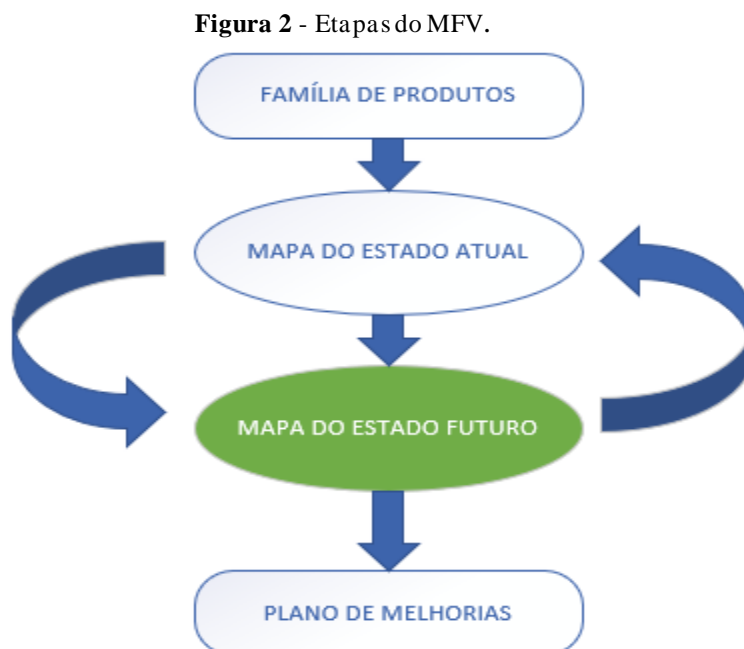 Figura 2 - Etapas do MFV.
FAMÍLIA DE PRODUTOS
MAPA DO ESTADO ATUAL
MAPA DO ESTADO FUTURO
PLANO DE MELHORIAS